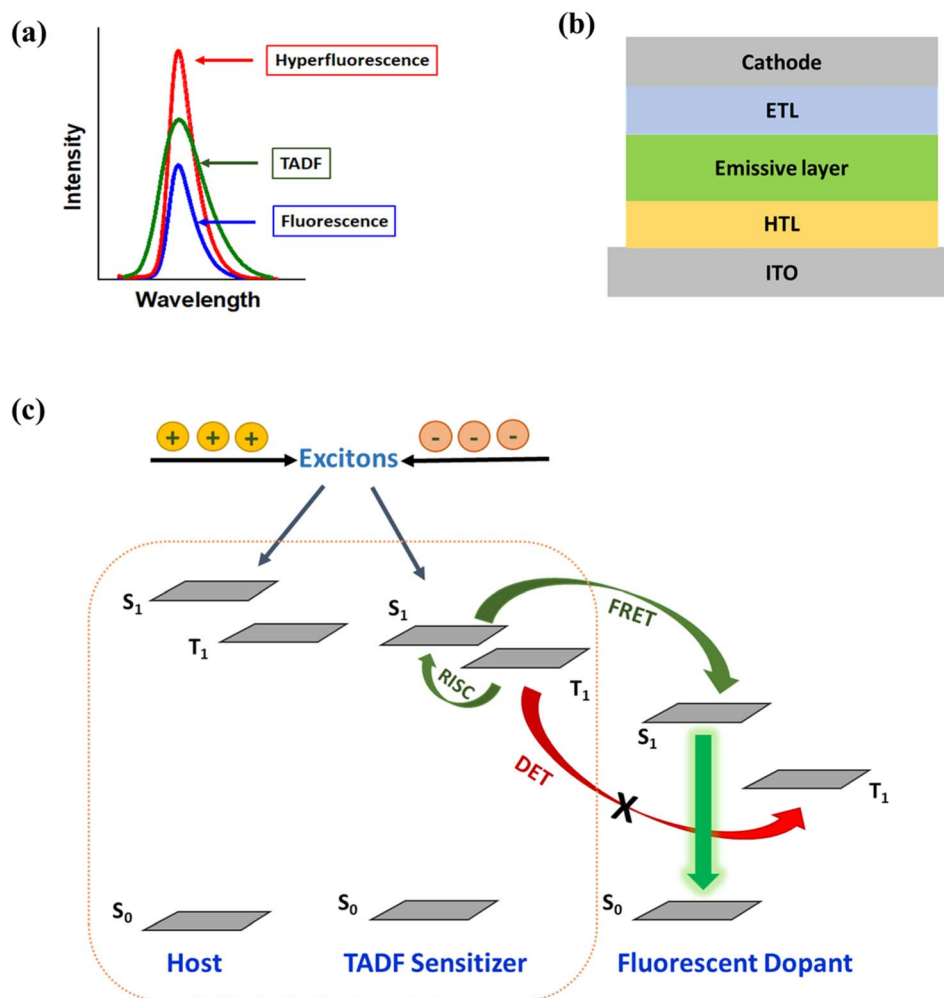 (a)
Hyperfluorescence
TADF
Fluorescence
Intensity
Wavelength
(b)
Cathode
ETL
Emissive layer
HTL
ITO
(c)
+ + +
Excitons
- - -
S1
T1
S1
T1
RISC
FRET
DET
X
S1
T1
S0
S0
S0
Host
TADF Sensitizer
Fluorescent Dopant